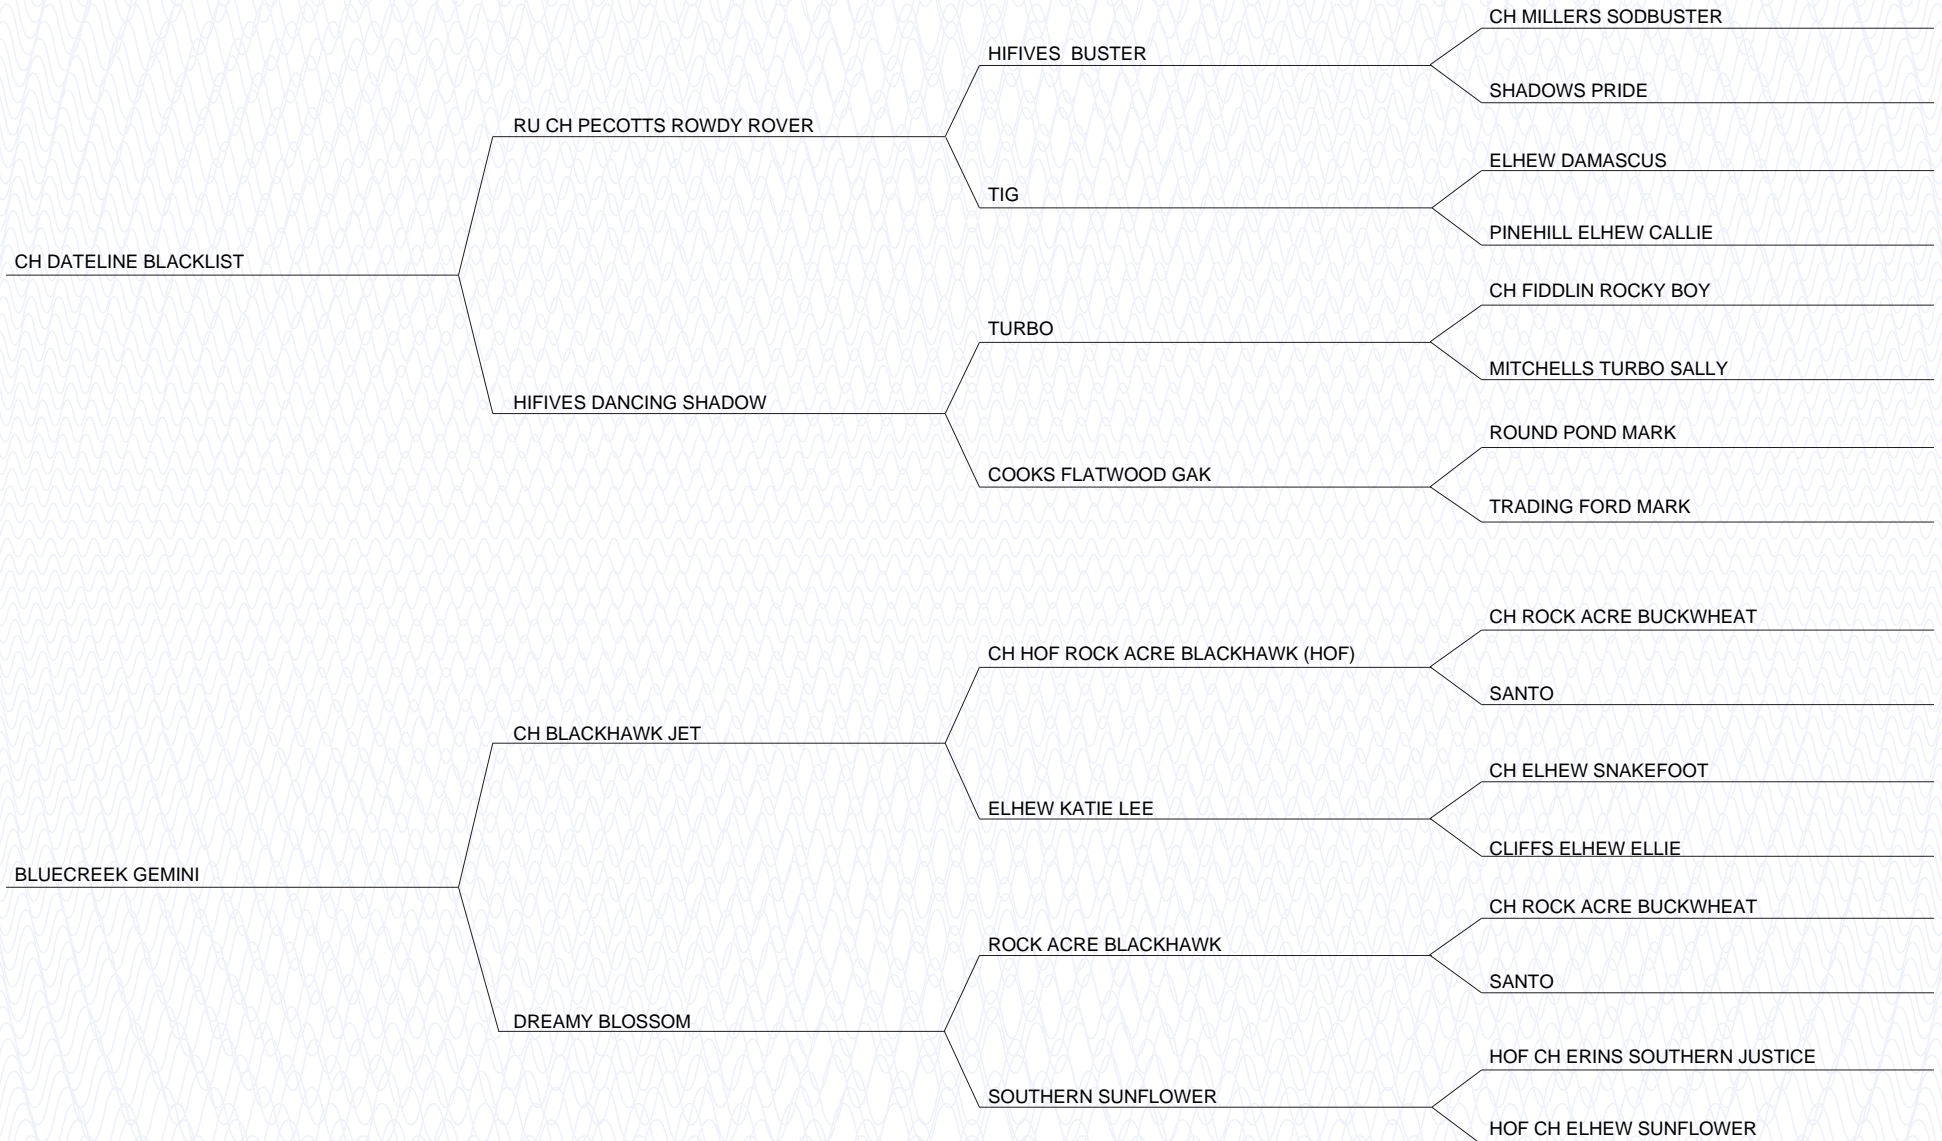 CH MILLERS SODBUSTER
HIFIVES  BUSTER
SHADOWS PRIDE
RU CH PECOTTS ROWDY ROVER
ELHEW DAMASCUS
TIG
PINEHILL ELHEW CALLIE
CH DATELINE BLACKLIST
CH FIDDLIN ROCKY BOY
TURBO
MITCHELLS TURBO SALLY
HIFIVES DANCING SHADOW
ROUND POND MARK
COOKS FLATWOOD GAK
TRADING FORD MARK
CH ROCK ACRE BUCKWHEAT
CH HOF ROCK ACRE BLACKHAWK (HOF)
SANTO
CH BLACKHAWK JET
CH ELHEW SNAKEFOOT
ELHEW KATIE LEE
CLIFFS ELHEW ELLIE
BLUECREEK GEMINI
CH ROCK ACRE BUCKWHEAT
ROCK ACRE BLACKHAWK
SANTO
DREAMY BLOSSOM
HOF CH ERINS SOUTHERN JUSTICE
SOUTHERN SUNFLOWER
HOF CH ELHEW SUNFLOWER